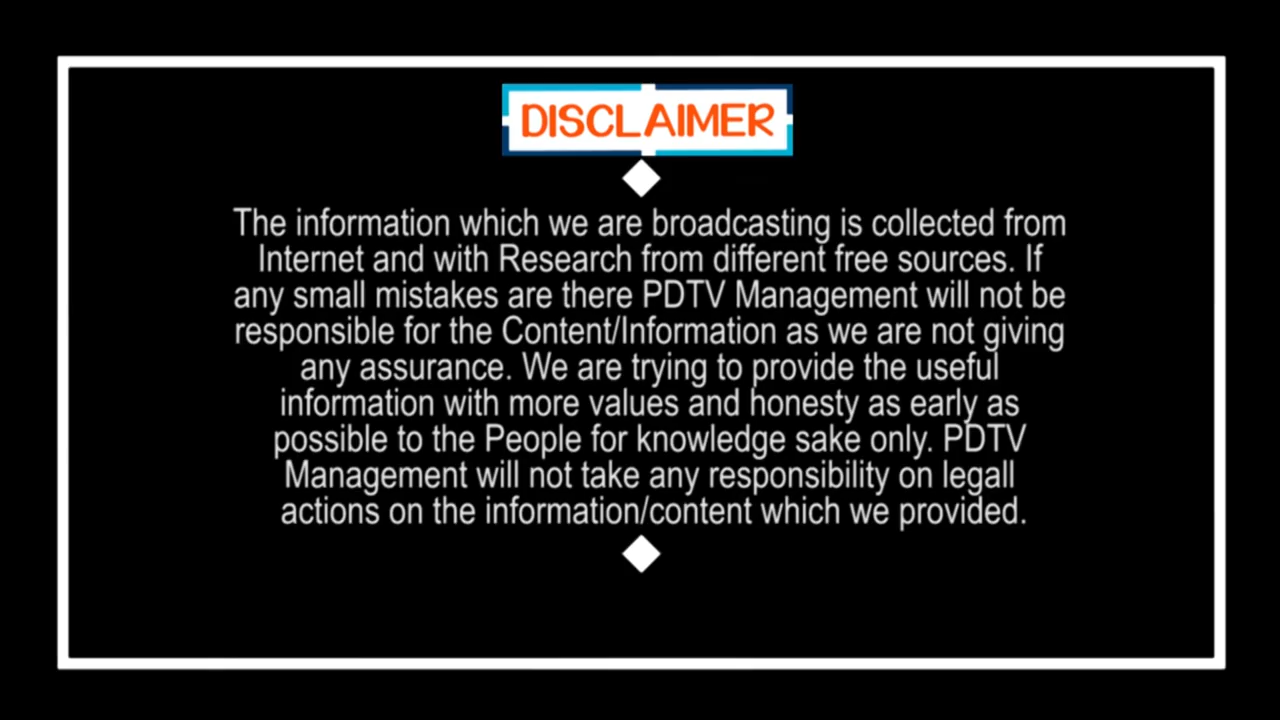 DISCLAIMER
The information which we are broadcasting is collected from
Internet and with Research from different free sources. If
any small mistakes are there PDTV Management will not be
responsible for the Content/Information as we are not giving
any assurance. We are trying to provide the useful
information with more values and honesty as early as
possible to the People for knowledge sake only. PDTV
Management will not take any responsibility on legall
actions on the information/content which we provided.